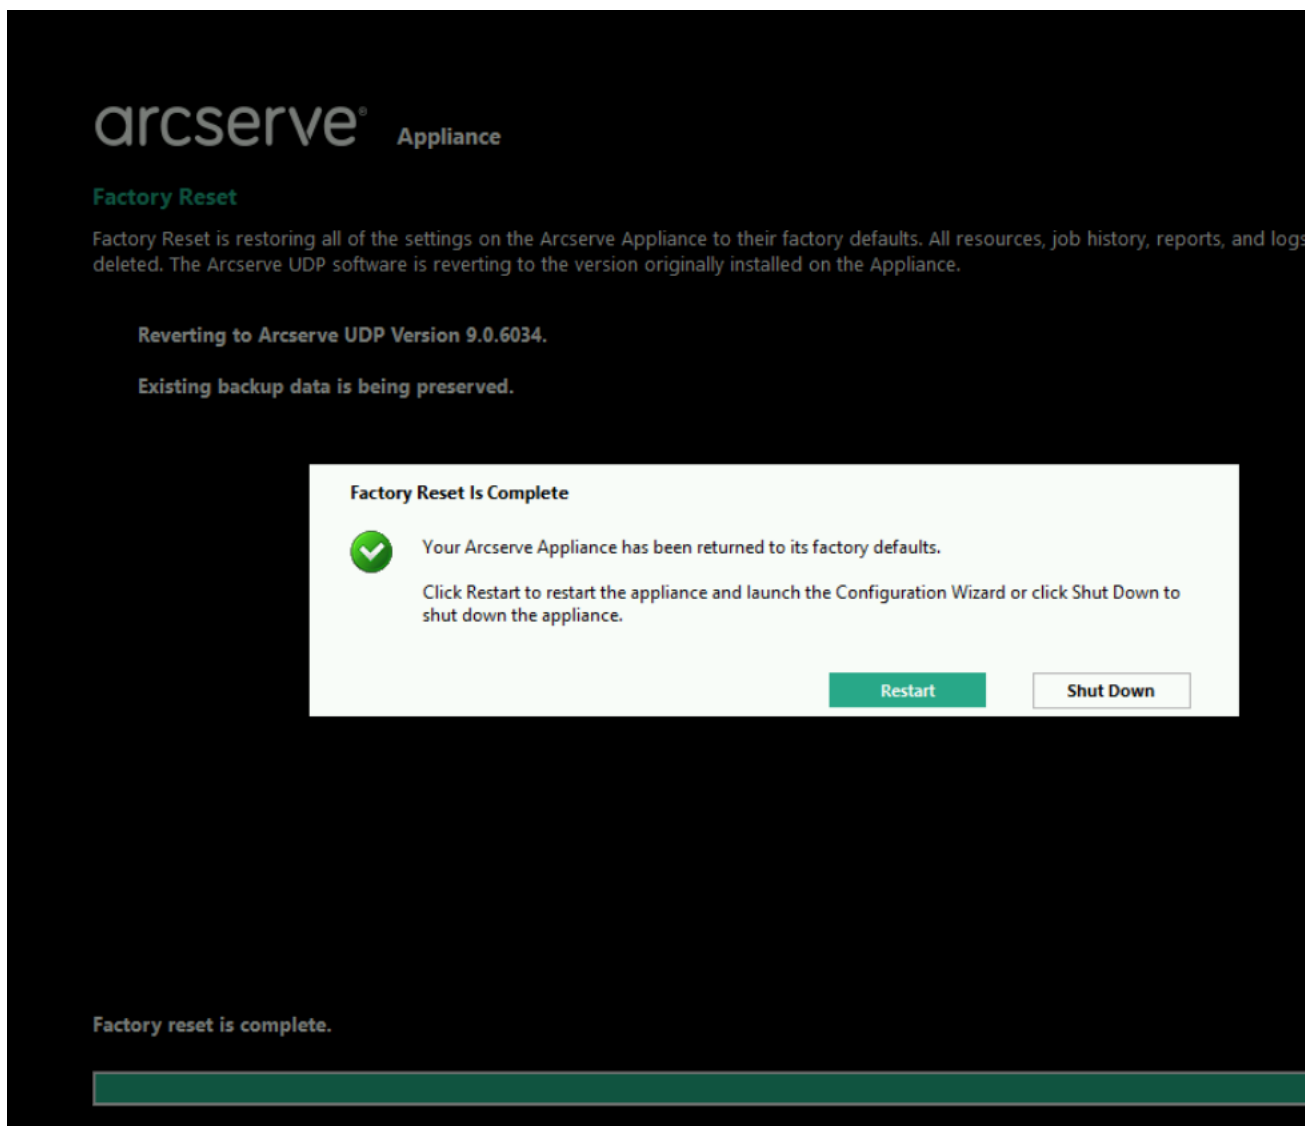 arcserve® Appliance
Factory Reset
Factory Reset is restoring all of the settings on the Arcserve Appliance to their factory defaults. All resources, job history, reports, and logs
deleted. The Arcserve UDP software is reverting to the version originally installed on the Appliance.
Reverting to Arcserve UDP Version 9.0.6034.
Existing backup data is being preserved.
Factory Reset Is Complete
Your Arcserve Appliance has been returned to its factory defaults.
Click Restart to restart the appliance and launch the Configuration Wizard or click Shut Down to
shut down the appliance.
Restart Shut Down
Factory reset is complete.